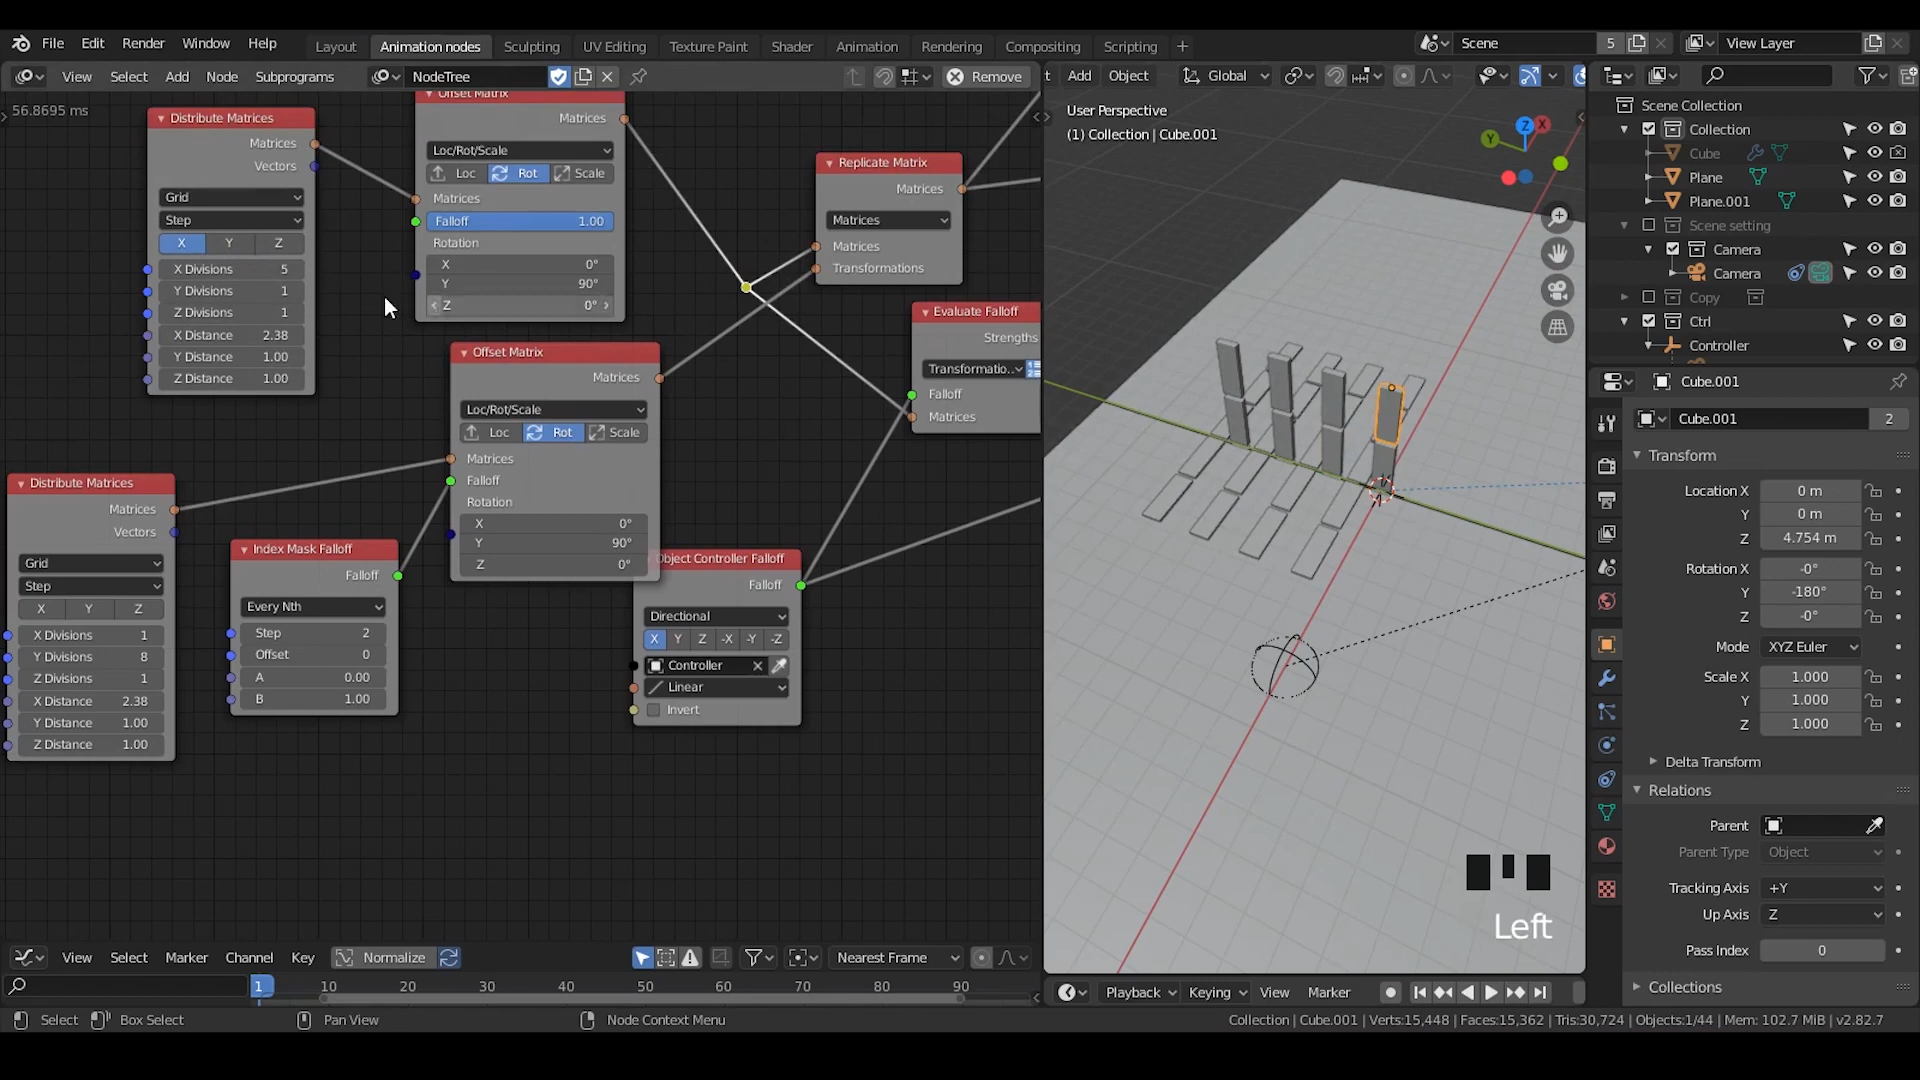 File Edit Render Window Help Layout Animation nodes Sculpting UV Editing Texture Paint Shader Animation Rendering Compositing Scripting Scene 5 View Layer
View Select Add Node Subprograms NodeTree Remove
Add Object Global
56.8695 ms
Distribute Matrices
Matrices
Vectors
Grid
Step
X Y Z
X Divisions 5
Y Divisions 1
Z Divisions 1
X Distance 2.38
Y Distance 1.00
Z Distance 1.00
Offset Matrix
Matrices
Loc/Rot/Scale
Loc Rot Scale
Matrices
Falloff 1.00
Rotation
X 0°
Y 90°
Z 0°
Replicate Matrix
Matrices
Matrices
Matrices
Transformations
Evaluate Falloff
Strengths
Transformatio..
Falloff
Matrices
Offset Matrix
Matrices
Loc/Rot/Scale
Loc Rot Scale
Matrices
Falloff
Rotation
X 0°
Y 90°
Z 0°
Distribute Matrices
Matrices
Vectors
Grid
Step
X Y Z
X Divisions 1
Y Divisions 8
Z Divisions 1
X Distance 2.38
Y Distance 1.00
Z Distance 1.00
Index Mask Falloff
Falloff
Every Nth
Step 2
Offset 0
A 0.00
B 1.00
Object Controller Falloff
Falloff
Directional
X Y Z -X -Y -Z
Controller
Linear
Invert
User Perspective
(1) Collection | Cube.001
Z X Y
Left
Scene Collection
Collection
Cube
Plane
Plane.001
Scene setting
Camera
Camera
Copy
Ctrl
Controller
Cube.001
Cube.001 2
Transform
Location X 0 m
Y 0 m
Z 4.754 m
Rotation X -0°
Y -180°
Z -0°
Mode XYZ Euler
Scale X 1.000
Y 1.000
Z 1.000
Delta Transform
Relations
Parent
Parent Type Object
Tracking Axis +Y
Up Axis Z
Pass Index 0
Collections
View Select Marker Channel Key Normalize Nearest Frame
1 10 20 30 40 50 60 70 80 90
Playback Keying View Marker
Select Box Select Pan View Node Context Menu
Collection | Cube.001 | Verts:15,448 | Faces:15,362 | Tris:30,724 | Objects:1/44 | Mem: 102.7 MiB | v2.82.7